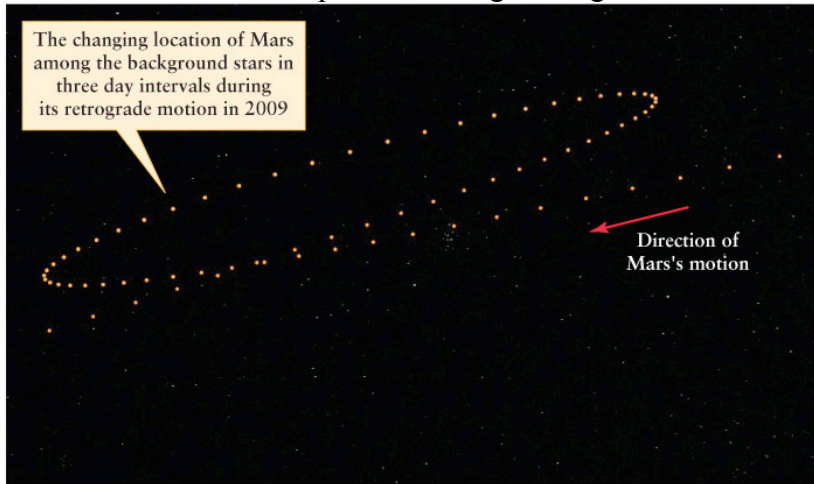 The changing location of Mars
among the background stars in
three day intervals during
its retrograde motion in 2009
Direction of
Mars's motion